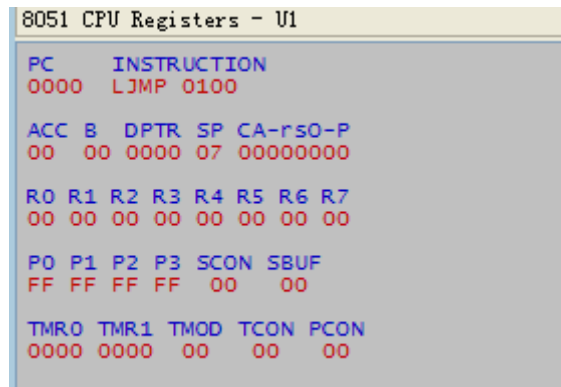 8051 CPU Registers - U1
PC INSTRUCTION
0000 LJMP 0100
ACC B DPTR SP CA-rsO-P
00 00 0000 07 00000000
R0 R1 R2 R3 R4 R5 R6 R7
00 00 00 00 00 00 00 00
P0 P1 P2 P3 SCON SBUF
FF FF FF FF 00 00
TMR0 TMR1 TMOD TCON PCON
0000 0000 00 00 00